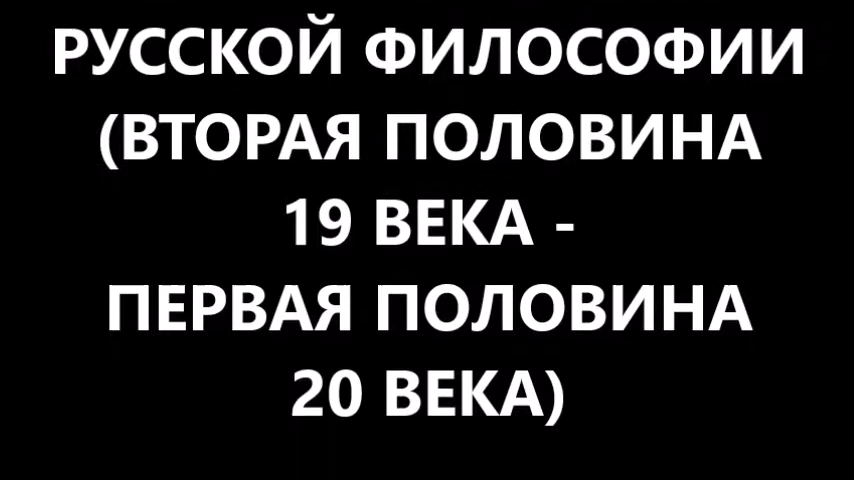 РУССКОЙ ФИЛОСОФИИ
(ВТОРАЯ ПОЛОВИНА
19 ВЕКА -
ПЕРВАЯ ПОЛОВИНА
20 ВЕКА)